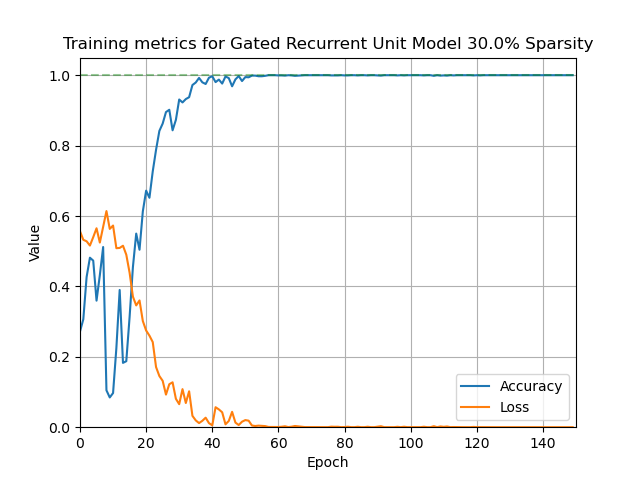 Training metrics for Gated Recurrent Unit Model 30.0% Sparsity
1.0
0.8
0.6
0.4
0.2
0.0
Value
0 20 40 60 80 100 120 140
Epoch
Accuracy
Loss